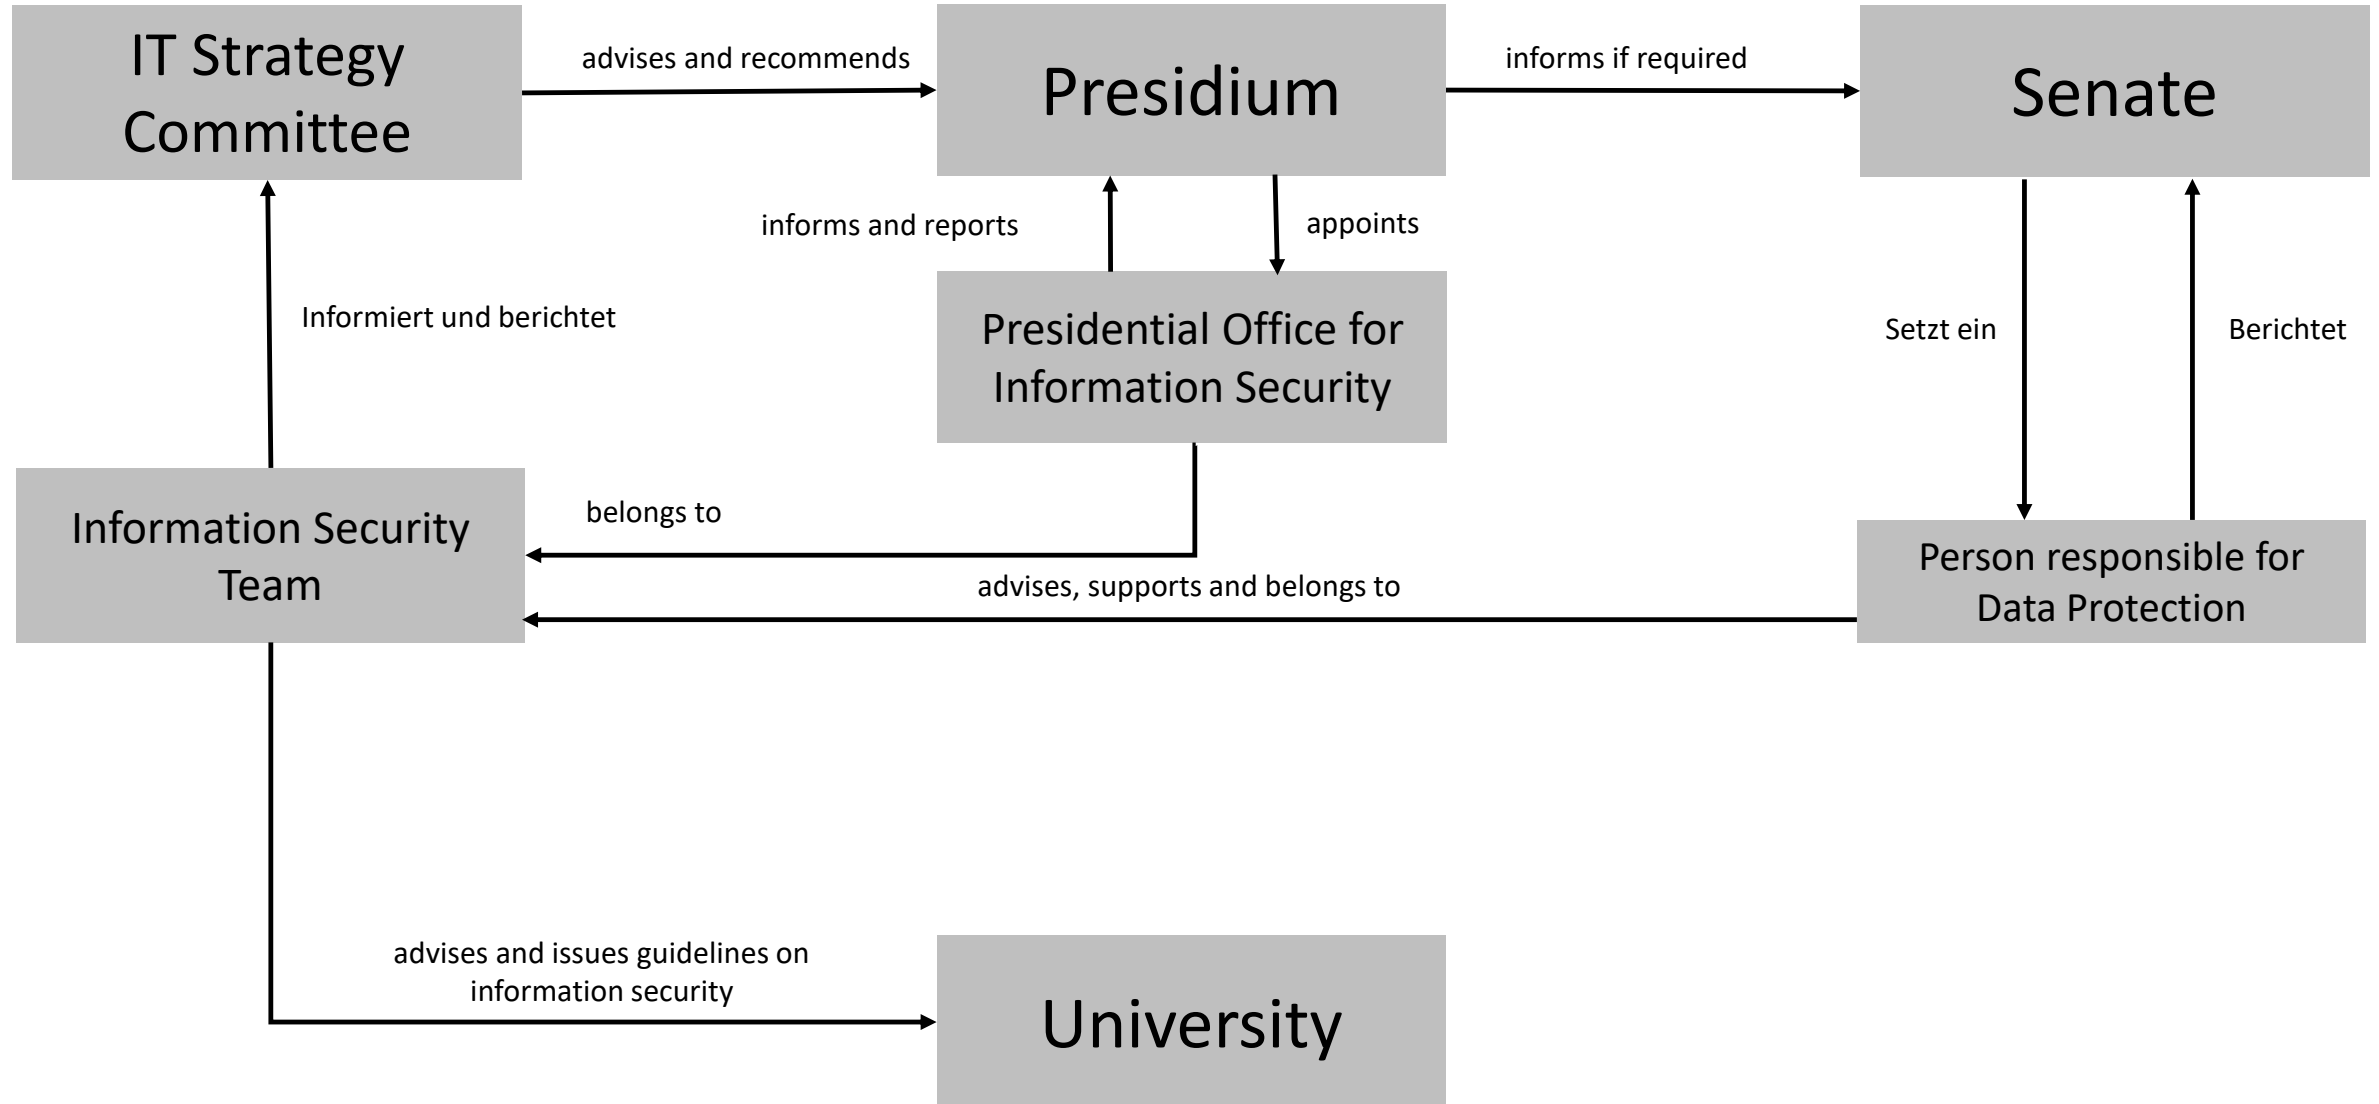 IT Strategy
Committee
advises and recommends
Presidium
informs if required
Senate
informs and reports
appoints
Informiert und berichtet
Presidential Office for
Information Security
Setzt ein
Berichtet
Information Security
Team
belongs to
advises, supports and belongs to
Person responsible for
Data Protection
advises and issues guidelines on
information security
University